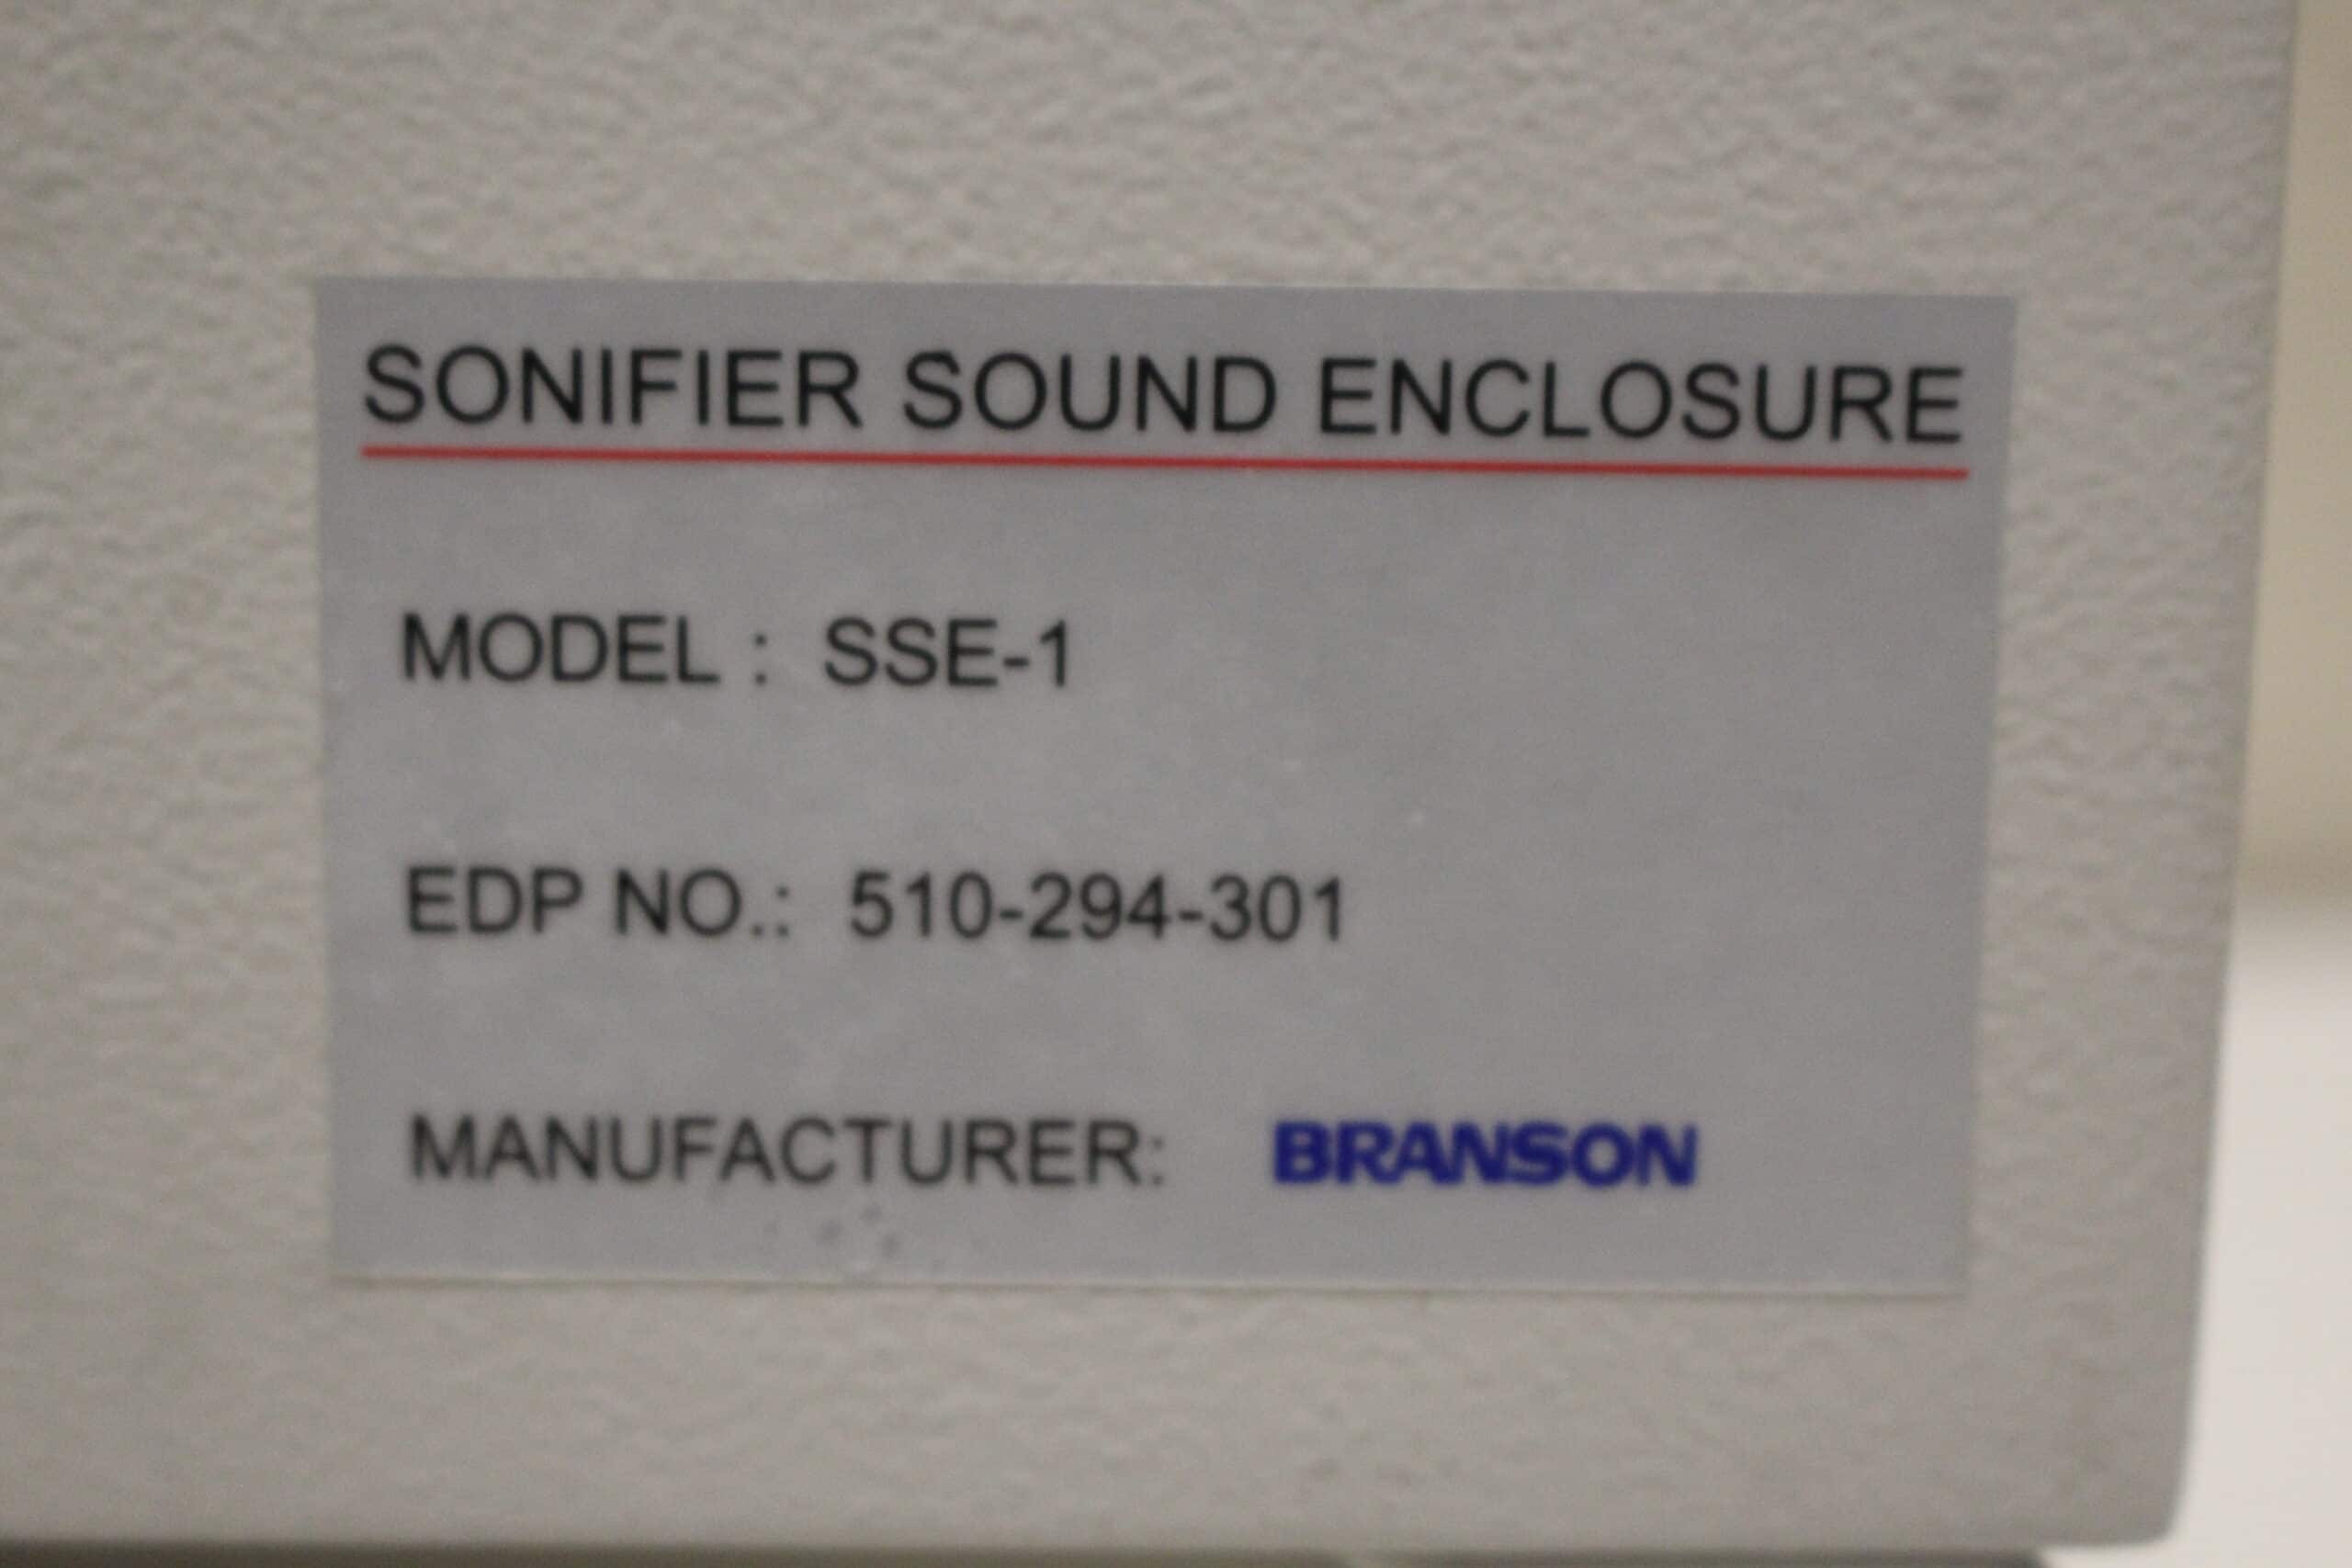 SONIFIER SOUND ENCLOSURE
MODEL : SSE-1
EDP NO.: 510-294-301
MANUFACTURER: BRANSON